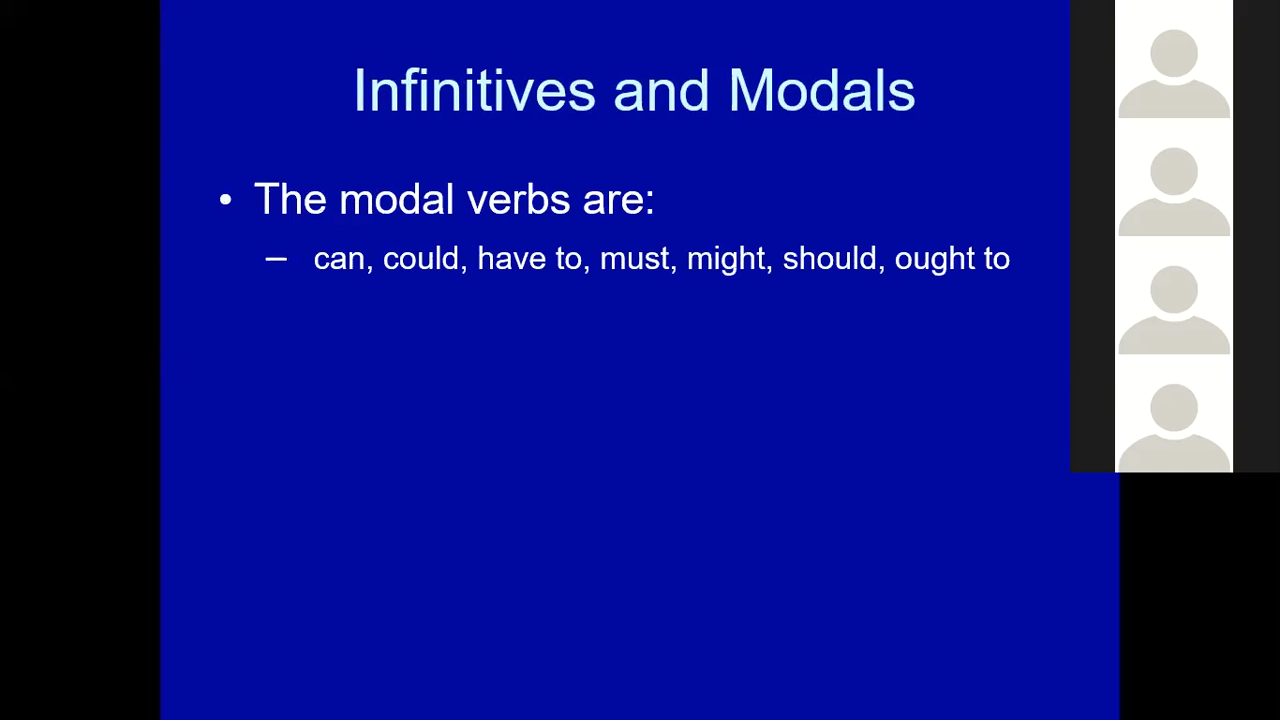 Infinitives and Modals
• The modal verbs are:
– can, could, have to, must, might, should, ought to